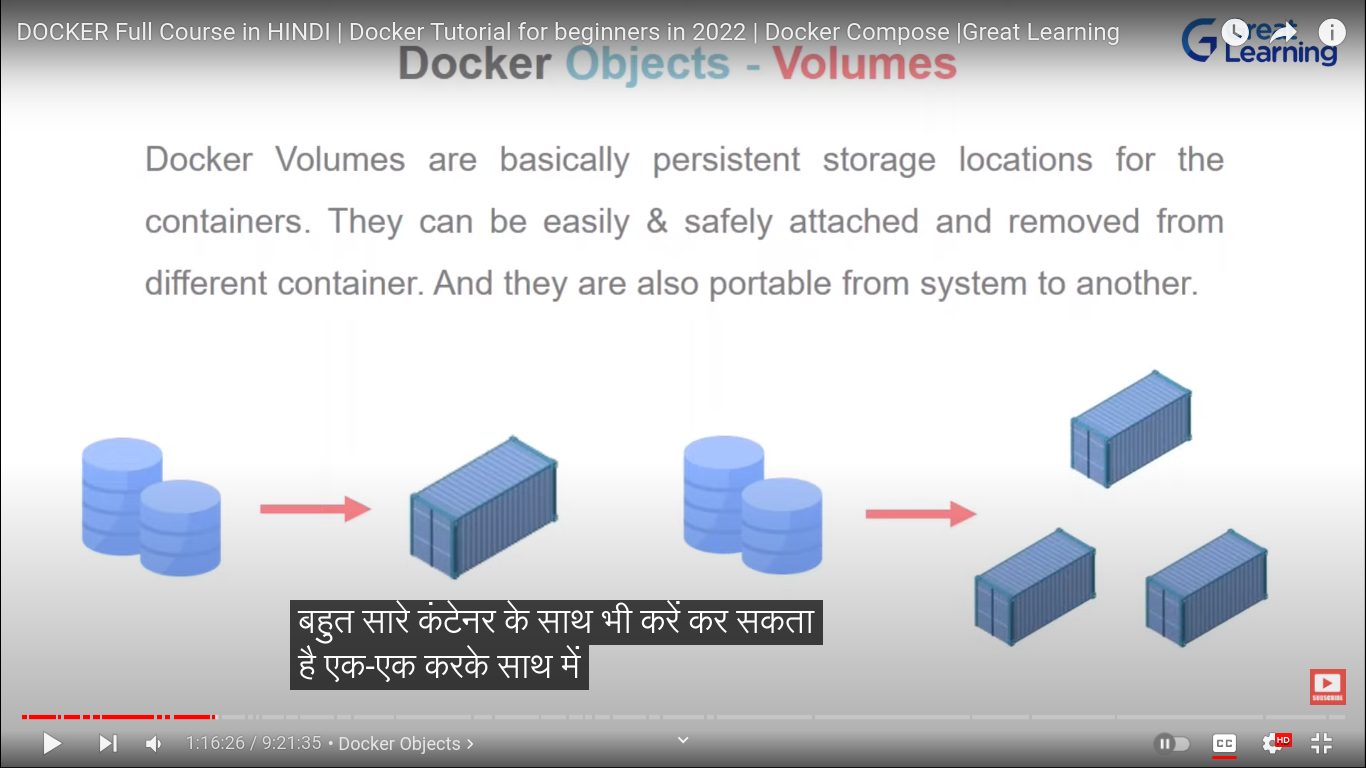 DOCKER Full Course in HINDI | Docker Tutorial for beginners in 2022 | Docker Compose |Great Learning
Great
Learning
Docker Objects - Volumes
Docker Volumes are basically persistent storage locations for the
containers. They can be easily & safely attached and removed from
different container. And they are also portable from system to another.
बहुत सारे कंटेनर के साथ भी करें कर सकता
है एक-एक करके साथ में
SUBSCRIBE
1:16:26 / 9:21:35 • Docker Objects
CC
HD